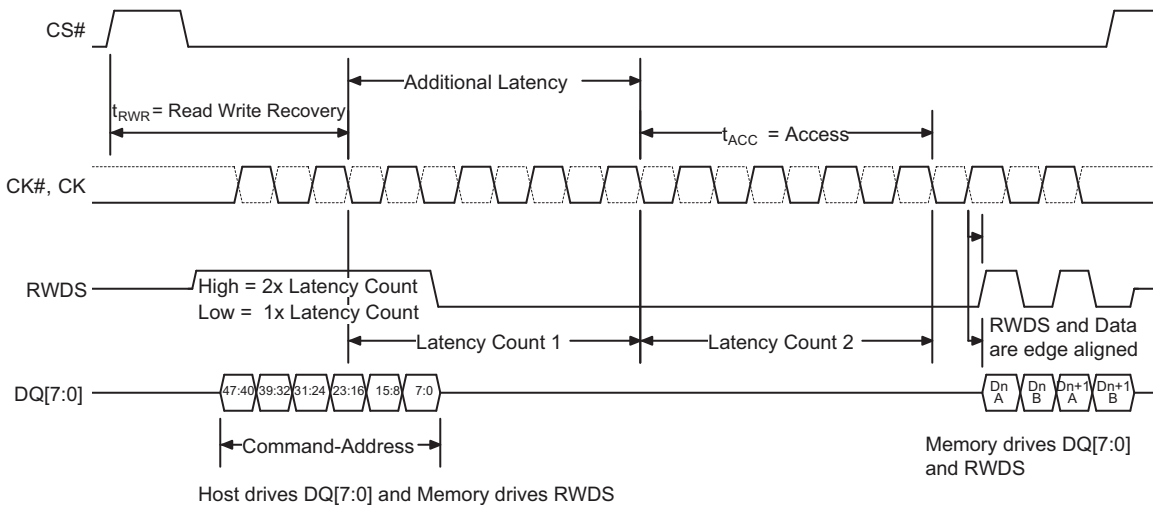 CS#
Additional Latency
tRWR = Read Write Recovery
tACC = Access
CK#, CK
RWDS
High = 2x Latency Count
Low = 1x Latency Count
Latency Count 1
Latency Count 2
RWDS and Data
are edge aligned
DQ[7:0]
47:40 39:32 31:24 23:16 15:8 7:0
Dn
A
Dn
B
Dn+1
A
Dn+1
B
Command-Address
Memory drives DQ[7:0]
and RWDS
Host drives DQ[7:0] and Memory drives RWDS